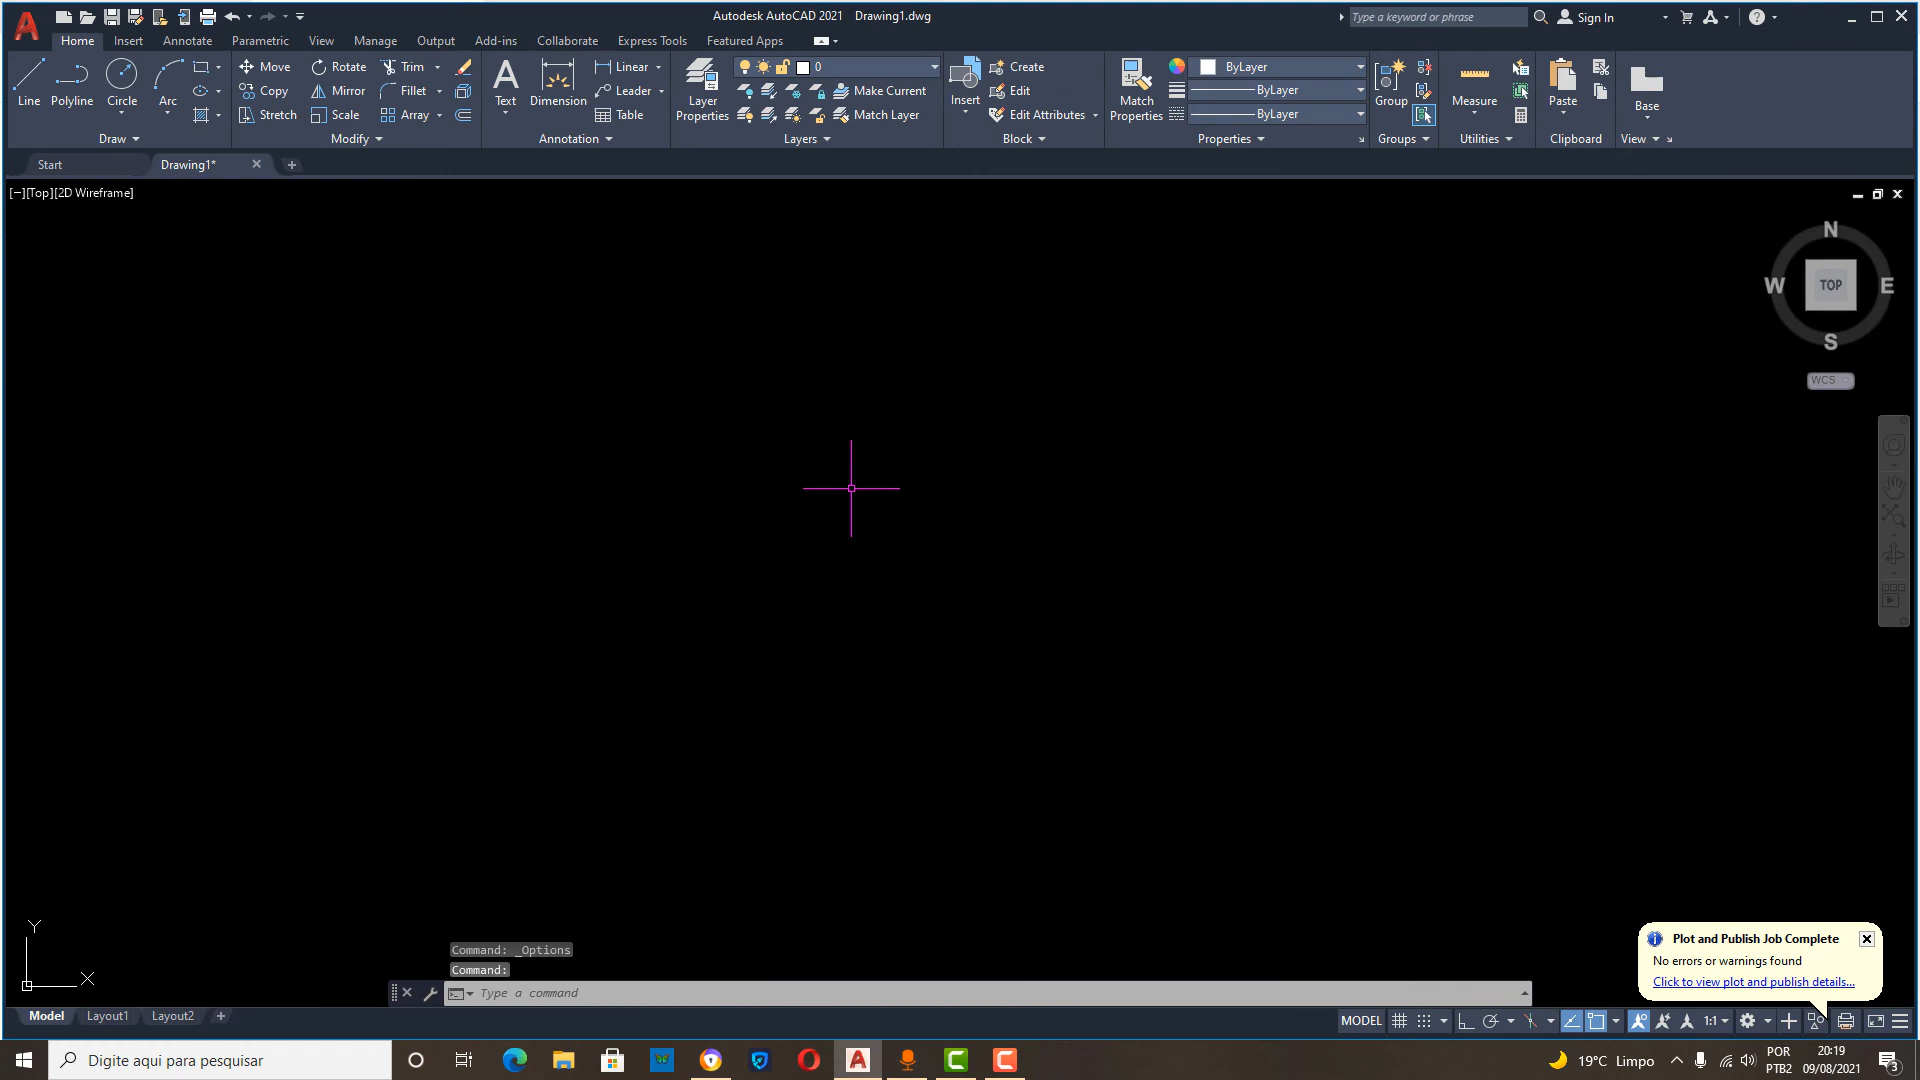 Autodesk AutoCAD 2021 Drawing1.dwg
Type a keyword or phrase
Sign In
Home Insert Annotate Parametric View Manage Output Add-ins Collaborate Express Tools Featured Apps
Line Polyline Circle Arc
Move Rotate Trim
Copy Mirror Fillet
Stretch Scale Array
Text Dimension
Linear
Leader
Table
Layer Properties
0
Make Current
Match Layer
Insert
Create
Edit
Edit Attributes
Match Properties
ByLayer
ByLayer
ByLayer
Group
Measure
Paste
Base
Draw Modify Annotation Layers Block Properties Groups Utilities Clipboard View
Start Drawing1*
[−][Top][2D Wireframe]
N
W TOP E
S
WCS
Y
X
Command: _Options
Command:
Type a command
Plot and Publish Job Complete
No errors or warnings found
Click to view plot and publish details...
Model Layout1 Layout2 +
MODEL 1:1
Digite aqui para pesquisar
19°C Limpo
POR
PTB2
20:19
09/08/2021
3